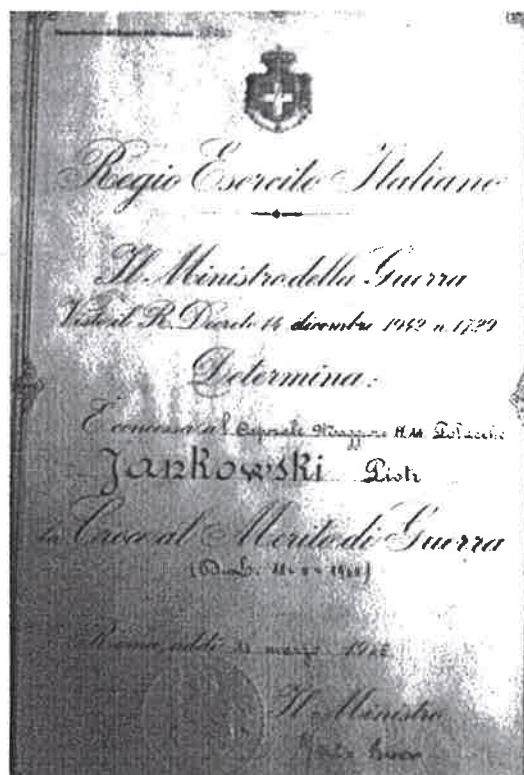 Regio Esercito Italiano
Il Ministro della Guerra
Visto il R. Decreto 14 dicembre 1942 n. 1729
Determina:
È concessa al Caporale Maggiore
Jankowski Piotr
la Croce al Merito di Guerra
Roma, addì marzo
Il Ministro